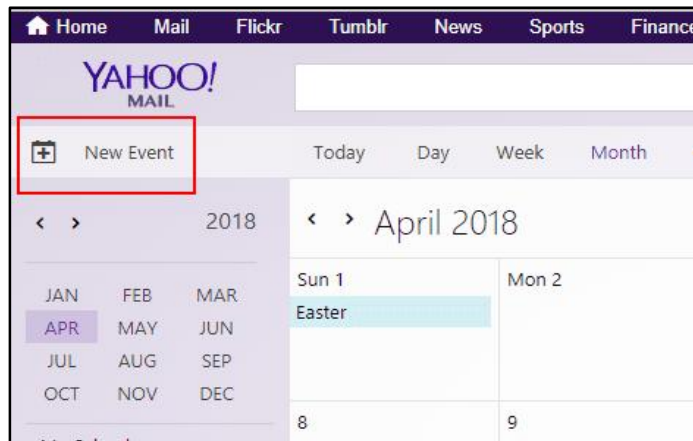 Home Mail Flickr Tumblr News Sports Finance
YAHOO!
MAIL
New Event Today Day Week Month
2018 April 2018
Sun 1 Mon 2
JAN FEB MAR
Easter
APR MAY JUN
JUL AUG SEP
OCT NOV DEC
8 9